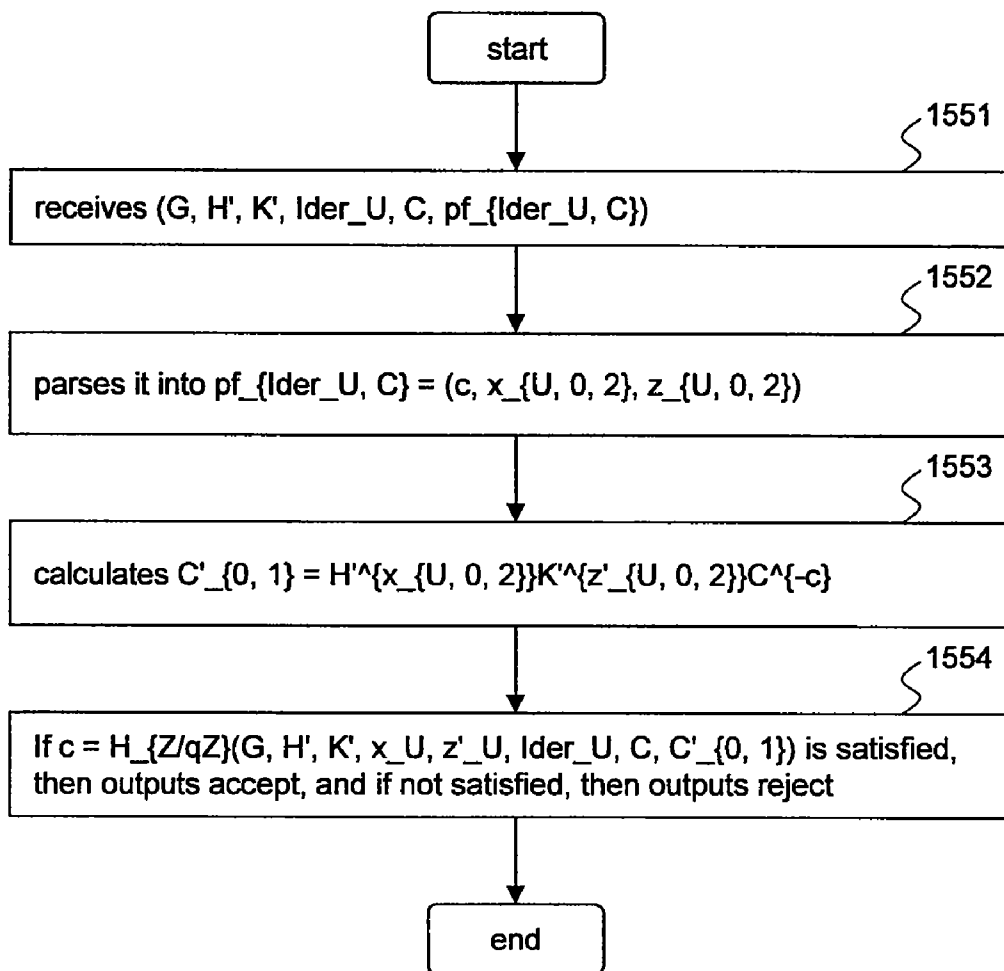 start
1551
receives (G, H', K', Ider_U, C, pf_{Ider_U, C})
1552
parses it into pf_{Ider_U, C} = (c, x_{U, 0, 2}, z_{U, 0, 2})
1553
calculates C'_{0, 1} = H'^{x_{U, 0, 2}}K'^{z'_{U, 0, 2}}C^{-c}
1554
If c = H_{Z/qZ}(G, H', K', x_U, z'_U, Ider_U, C, C'_{0, 1}) is satisfied,
then outputs accept, and if not satisfied, then outputs reject
end